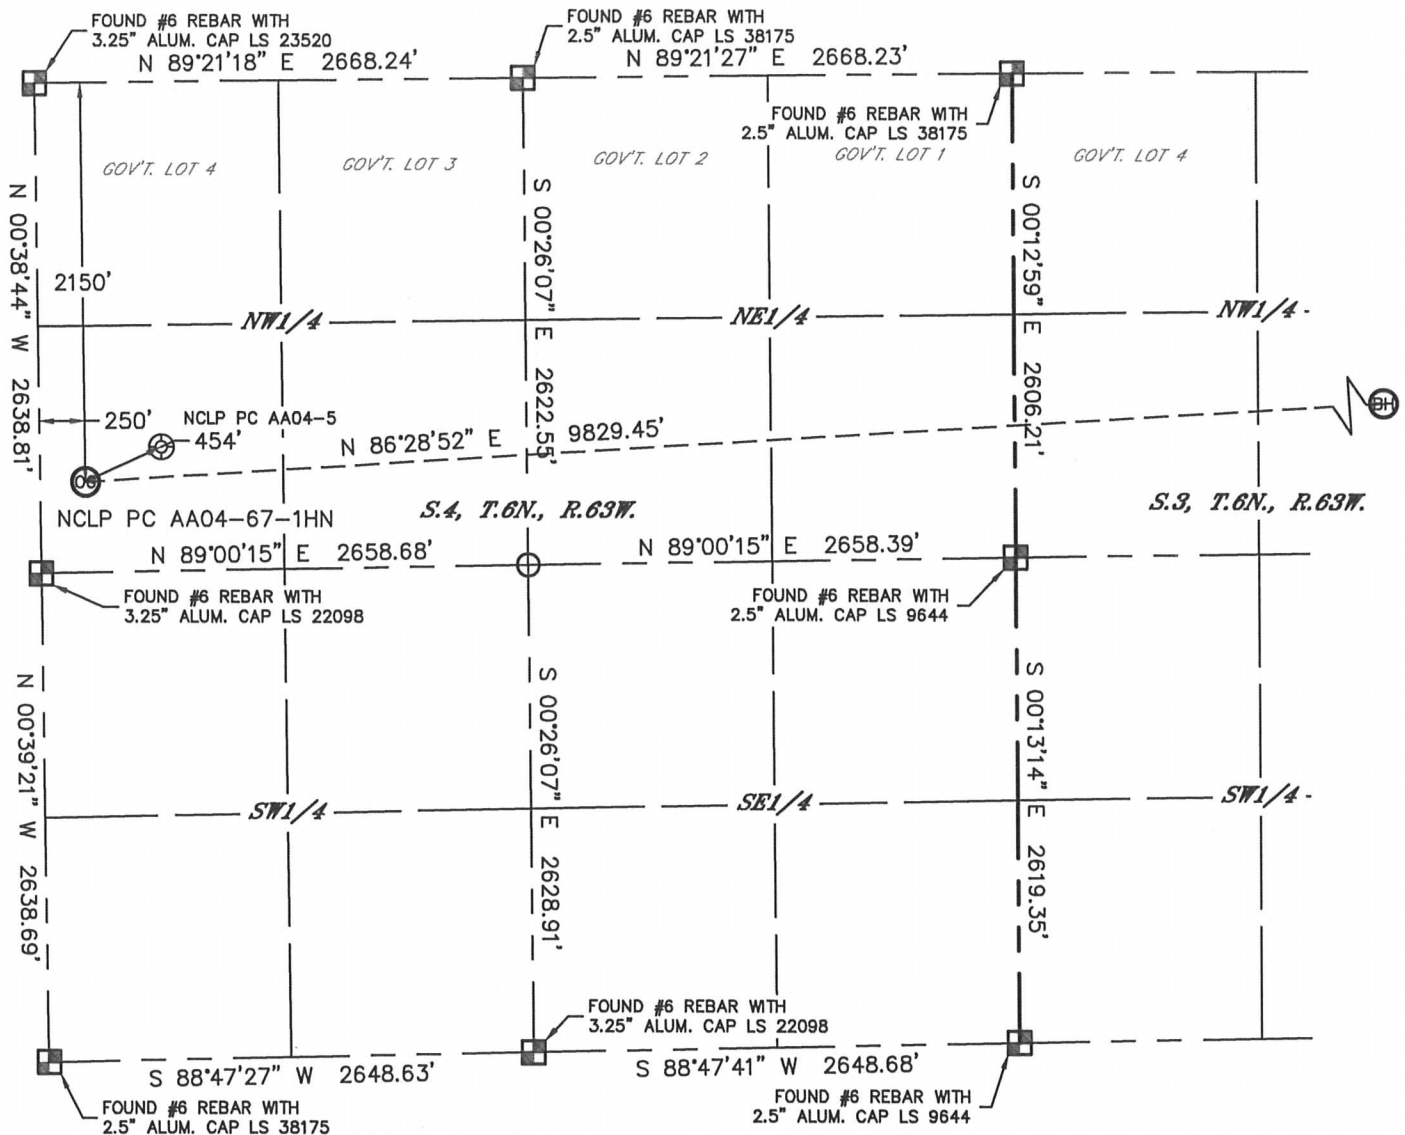 FOUND #6 REBAR WITH
3.25" ALUM. CAP LS 23520
N 89°21'18" E 2668.24'
FOUND #6 REBAR WITH
2.5" ALUM. CAP LS 38175
N 89°21'27" E 2668.23'
FOUND #6 REBAR WITH
2.5" ALUM. CAP LS 38175
GOV'T. LOT 4
GOV'T. LOT 3
GOV'T. LOT 2
GOV'T. LOT 1
GOV'T. LOT 4
N 00°38'44" W 2638.81'
2150'
S 00°26'07" E 2622.55'
S 00°12'59" E 2606.21'
NW1/4
NE1/4
NW1/4
250'
NCLP PC AA04-5
454'
N 86°28'52" E 9829.45'
BH
OG
NCLP PC AA04-67-1HN
S.4, T.6N., R.63W.
S.3, T.6N., R.63W.
N 89°00'15" E 2658.68'
N 89°00'15" E 2658.39'
FOUND #6 REBAR WITH
3.25" ALUM. CAP LS 22098
FOUND #6 REBAR WITH
2.5" ALUM. CAP LS 9644
N 00°39'21" W 2638.69'
S 00°26'07" E 2628.91'
S 00°13'14" E 2619.35'
SW1/4
SE1/4
SW1/4
FOUND #6 REBAR WITH
3.25" ALUM. CAP LS 22098
S 88°47'27" W 2648.63'
S 88°47'41" W 2648.68'
FOUND #6 REBAR WITH
2.5" ALUM. CAP LS 38175
FOUND #6 REBAR WITH
2.5" ALUM. CAP LS 9644